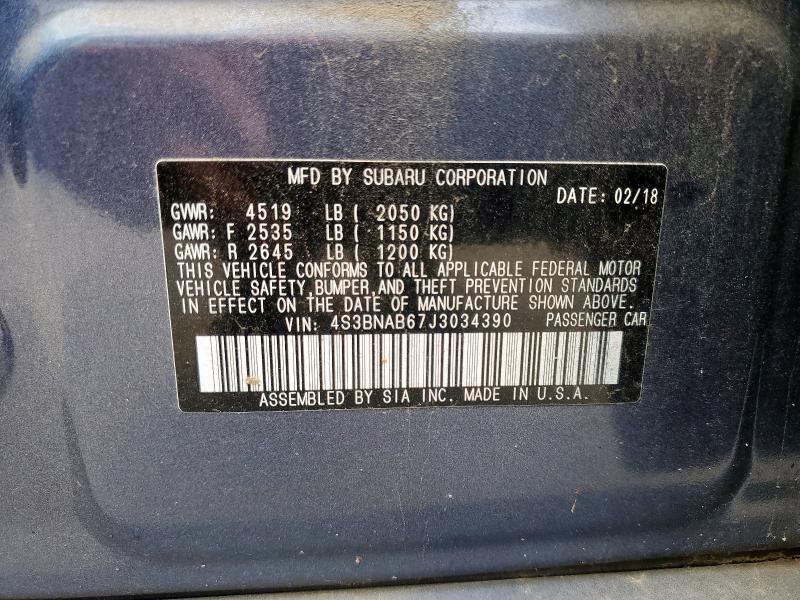 MFD BY SUBARU CORPORATION
DATE: 02/18
GVWR: 4519 LB ( 2050 KG)
GAWR: F 2535 LB ( 1150 KG)
GAWR: R 2645 LB ( 1200 KG)
THIS VEHICLE CONFORMS TO ALL APPLICABLE FEDERAL MOTOR
VEHICLE SAFETY,BUMPER,AND THEFT PREVENTION STANDARDS
IN EFFECT ON THE DATE OF MANUFACTURE SHOWN ABOVE.
VIN: 4S3BNAB67J3034390 PASSENGER CAR
ASSEMBLED BY SIA INC. MADE IN U.S.A.